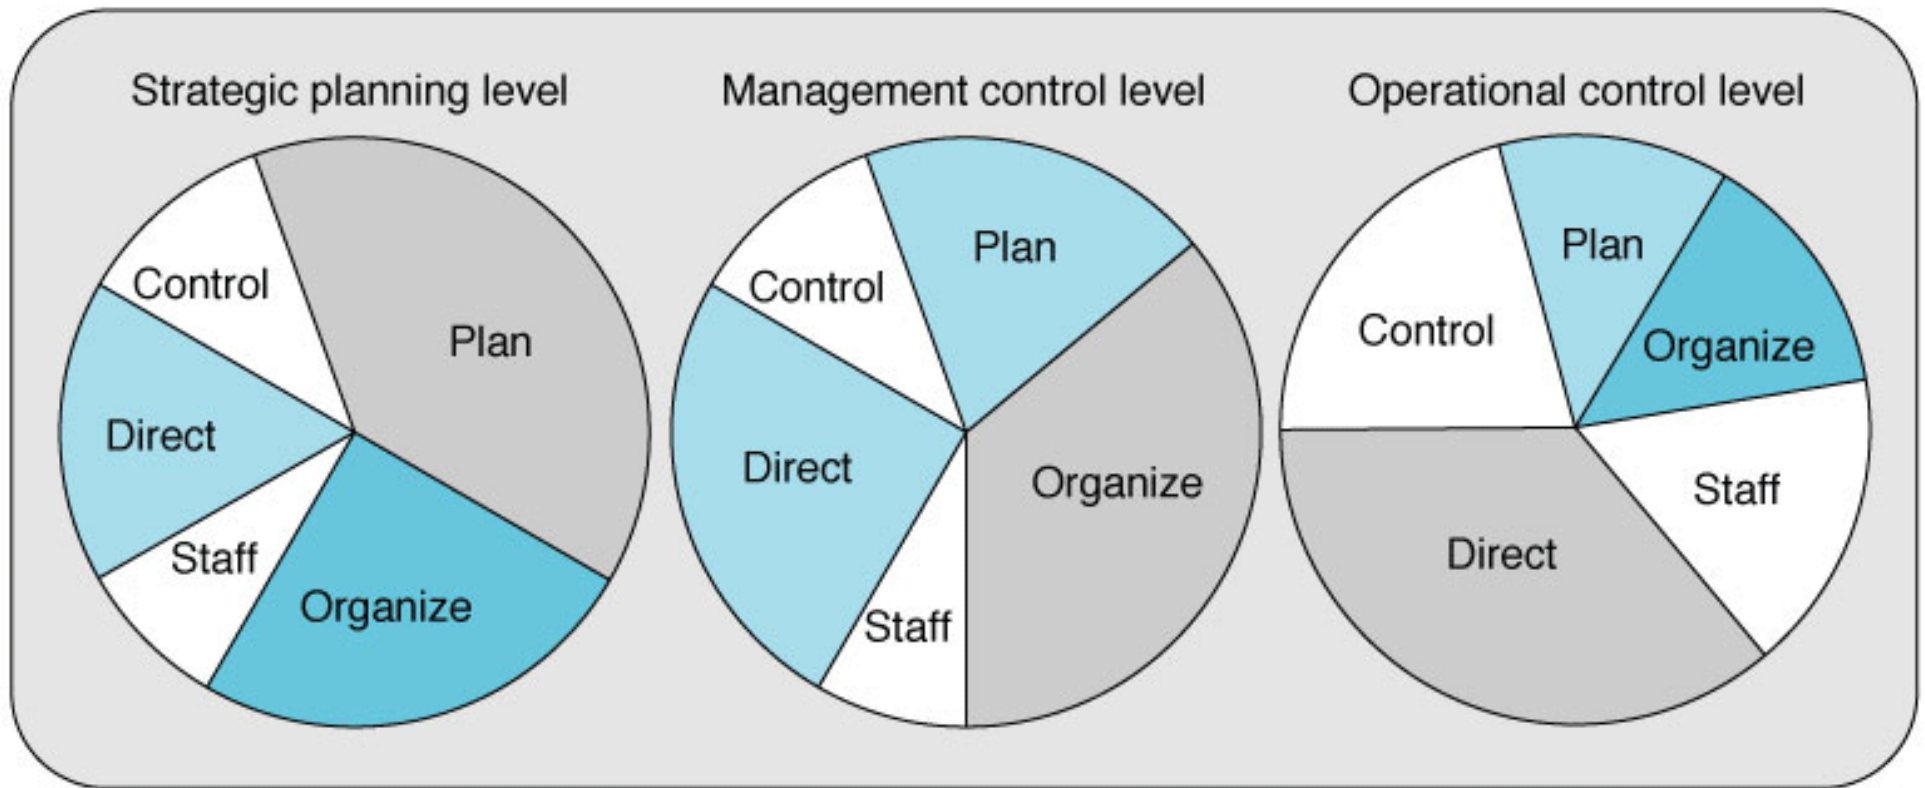 Strategic planning level
Control
Plan
Direct
Staff
Organize
Management control level
Plan
Control
Direct
Organize
Staff
Operational control level
Plan
Control
Organize
Staff
Direct